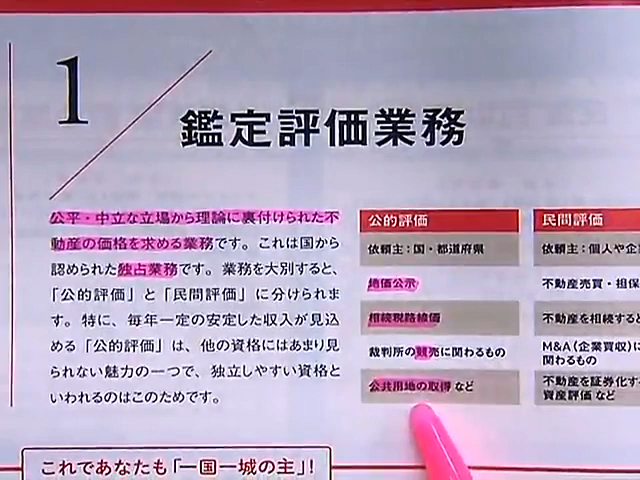 1
鑑定評価業務
公平・中立な立場から理論に裏付けられた不
動産の価格を求める業務です。これは国から
認められた独占業務です。業務を大別すると、
「公的評価」と「民間評価」に分けられま
す。特に、毎年一定の安定した収入が見込
める「公的評価」は、他の資格にはあまり見
られない魅力の一つで、独立しやすい資格と
いわれるのはこのためです。
公的評価
依頼主：国・都道府県
地価公示
相続税路線価
裁判所の競売に関わるもの
公共用地の取得 など
民間評価
依頼主：個人や企
不動産売買・担保
不動産を相続すると
M&A（企業買収）に
関わるもの
不動産を証券化す
資産評価 など
これであなたも「一国一城の主」!